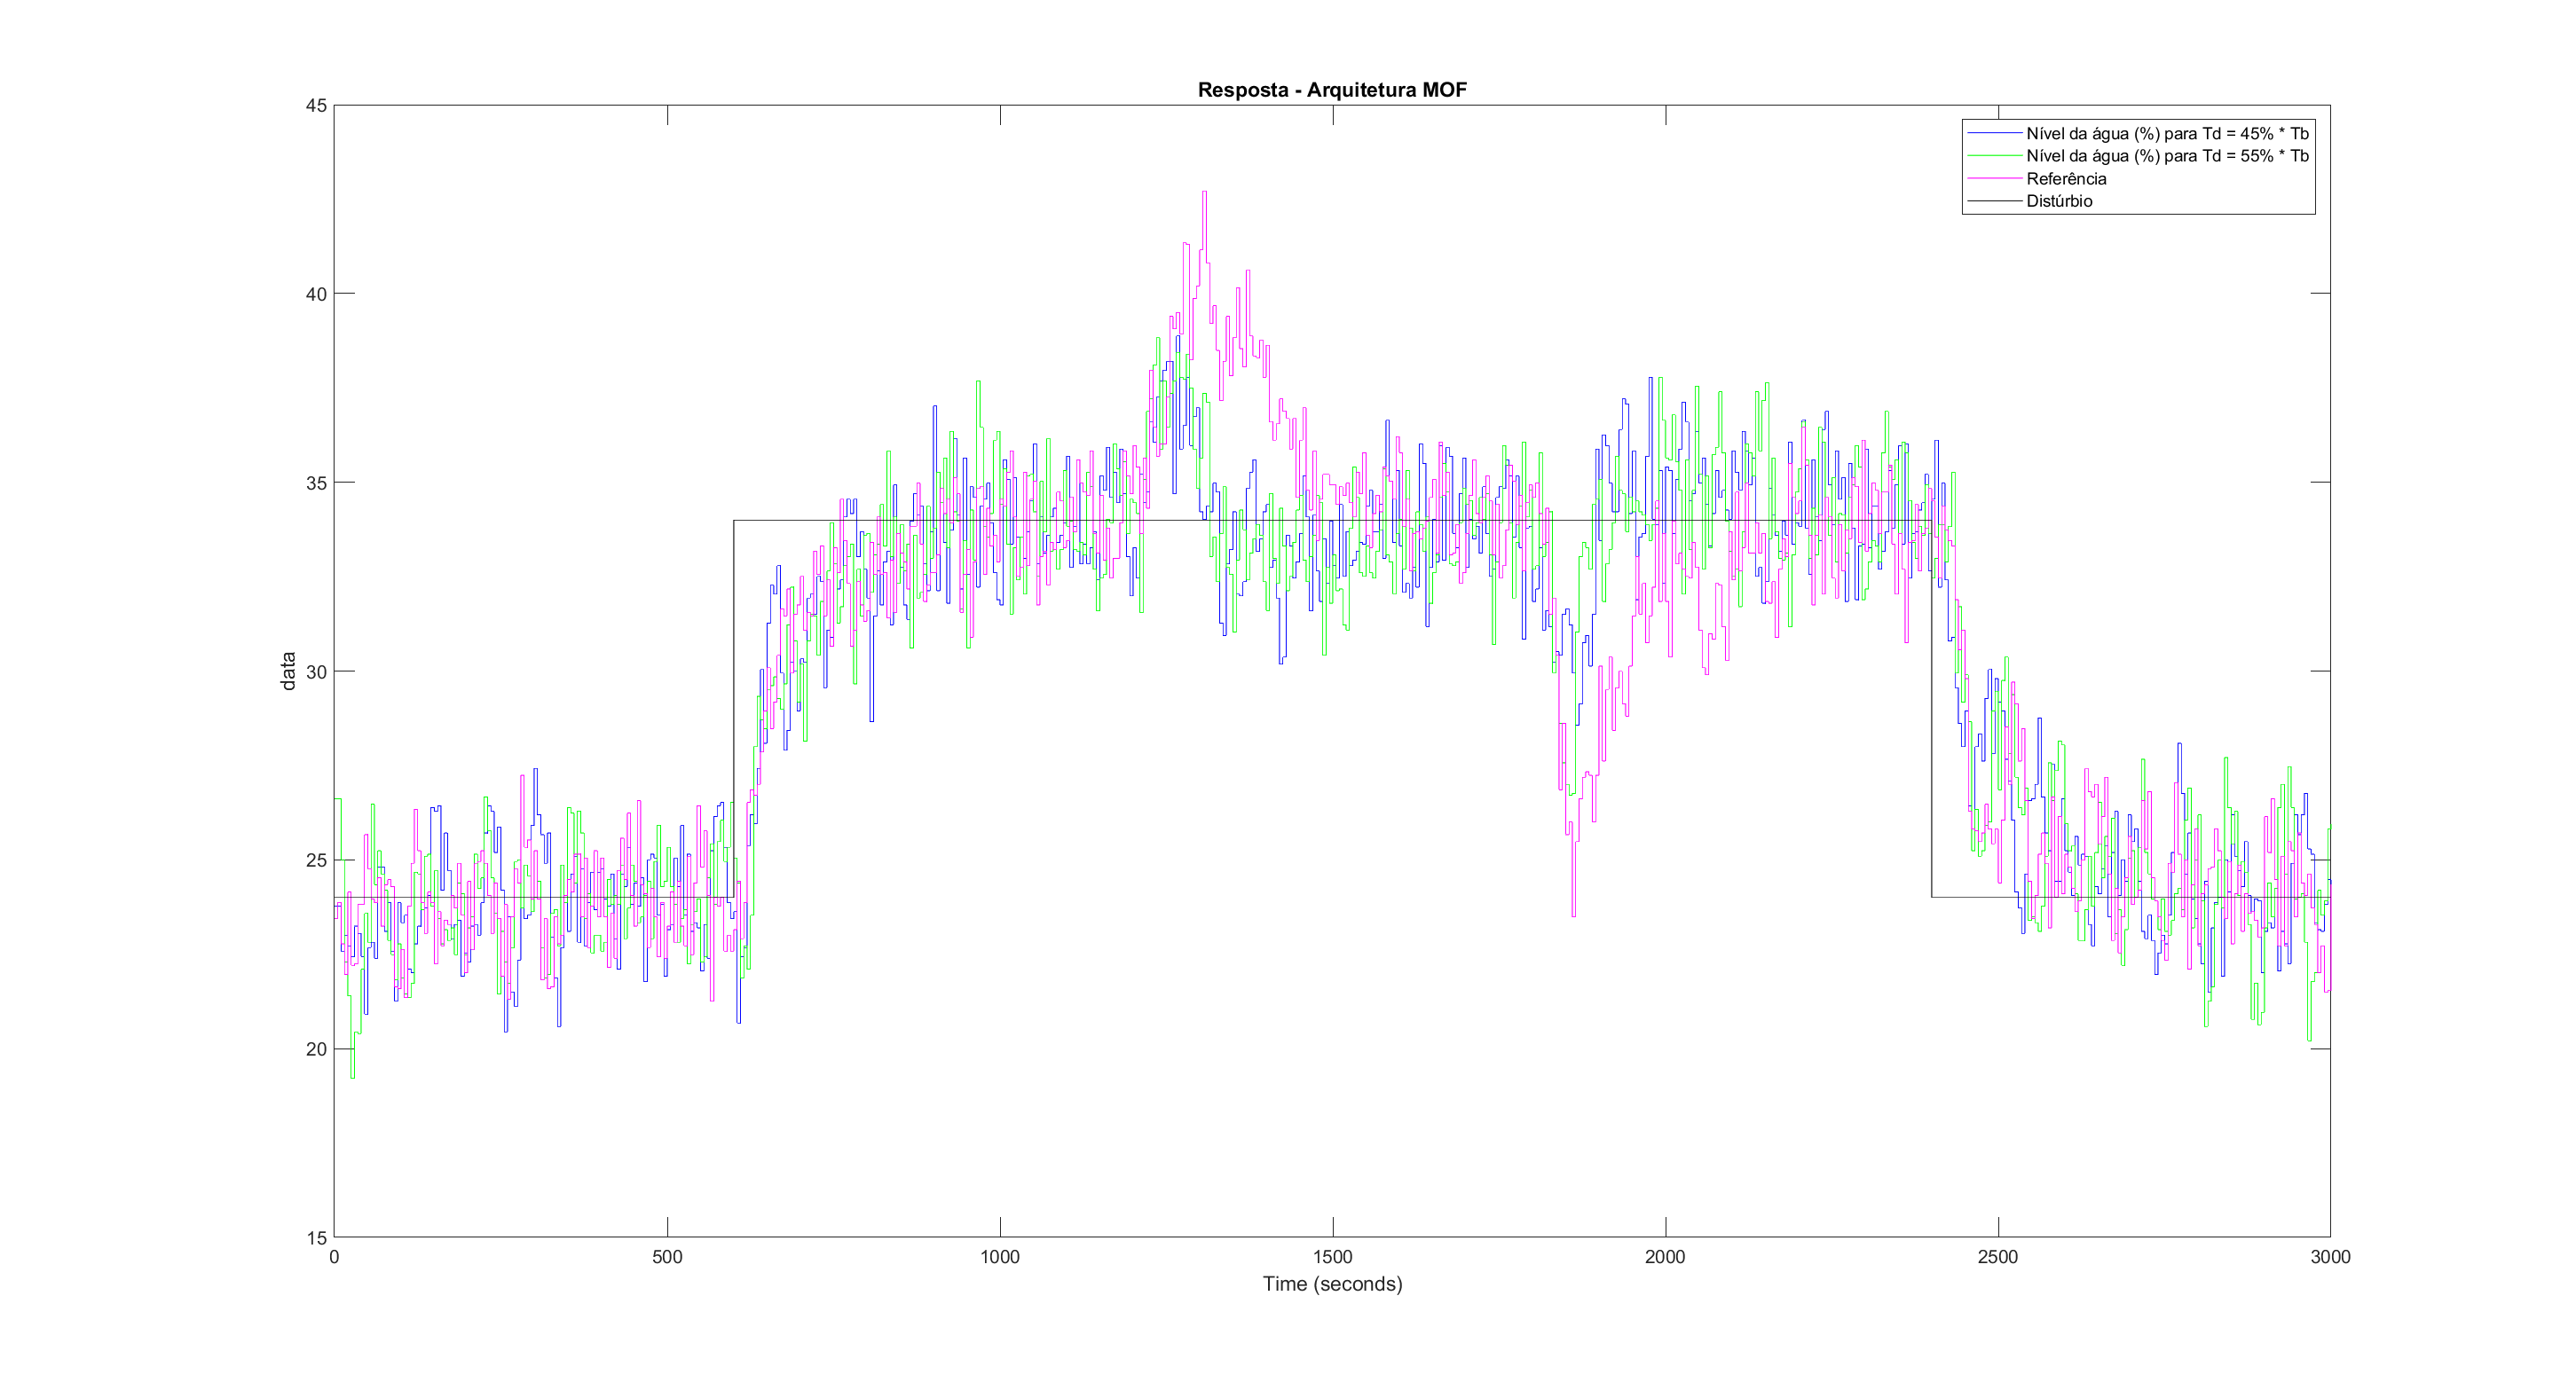 Resposta - Arquitetura MOF
45
40
35
30
25
20
15
data
Nível da água (%) para Td = 45% * Tb
Nível da água (%) para Td = 55% * Tb
Referência
Distúrbio
0 500 1000 1500 2000 2500 3000
Time (seconds)